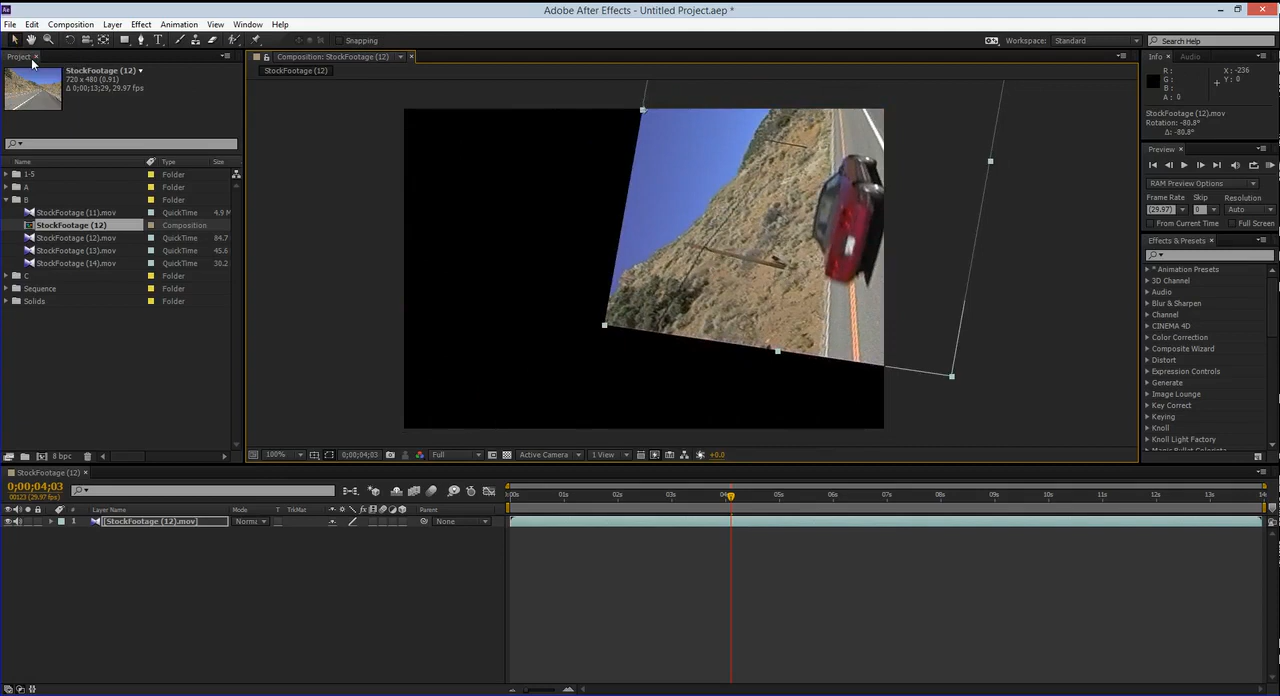 Adobe After Effects - Untitled Project.aep *
File Edit Composition Layer Effect Animation View Window Help
Snapping
Workspace: Standard
Search Help
Project
StockFootage (12)
720 x 480 (0.91)
Δ 0;00;13;29, 29.97 fps
Name Type Size
1-5 Folder
A Folder
B Folder
StockFootage (11).mov QuickTime 4.9 M
StockFootage (12) Composition
StockFootage (12).mov QuickTime 84.7
StockFootage (13).mov QuickTime 45.6
StockFootage (14).mov QuickTime 30.2
C Folder
Sequence Folder
Solids Folder
8 bpc
Composition: StockFootage (12)
StockFootage (12)
100% 0;00;04;03 Full Active Camera 1 View +0.0
Info Audio
R : X : -236
G : Y : 0
B :
A : 0
StockFootage (12).mov
Rotation: -80.8°
Δ: -80.8°
Preview
RAM Preview Options
Frame Rate Skip Resolution
(29.97) 0 Auto
From Current Time Full Screen
Effects & Presets
* Animation Presets
3D Channel
Audio
Blur & Sharpen
Channel
CINEMA 4D
Color Correction
Composite Wizard
Distort
Expression Controls
Generate
Image Lounge
Key Correct
Keying
Knoll
Knoll Light Factory
StockFootage (12)
0;00;04;03
00123 (29.97 fps)
# Layer Name Mode T TrkMat Parent
1 [StockFootage (12).mov] Norma None
00s 01s 02s 03s 04s 05s 06s 07s 08s 09s 10s 11s 12s 13s 14